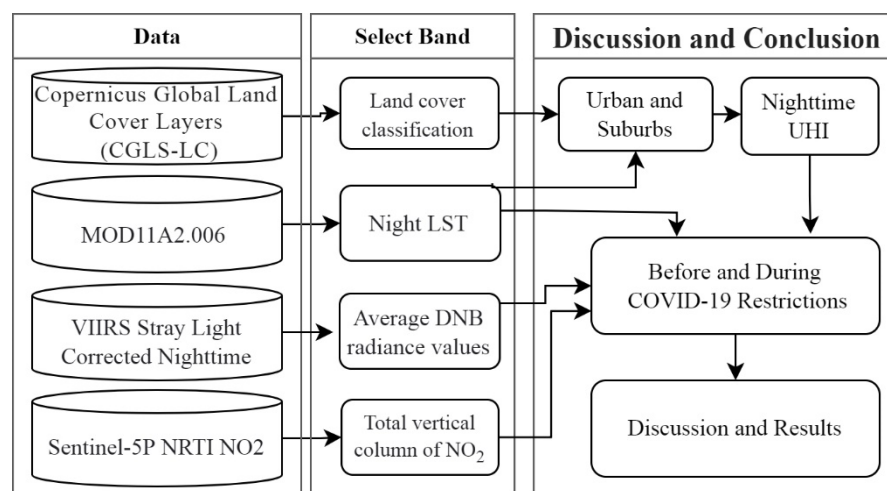 Data
Copernicus Global Land
Cover Layers
(CGLS-LC)
MOD11A2.006
VIIRS Stray Light
Corrected Nighttime
Sentinel-5P NRTI NO2
Select Band
Land cover
classification
Night LST
Average DNB
radiance values
Total vertical
column of NO₂
Discussion and Conclusion
Urban and
Suburbs
Nighttime
UHI
Before and During
COVID-19 Restrictions
Discussion and Results